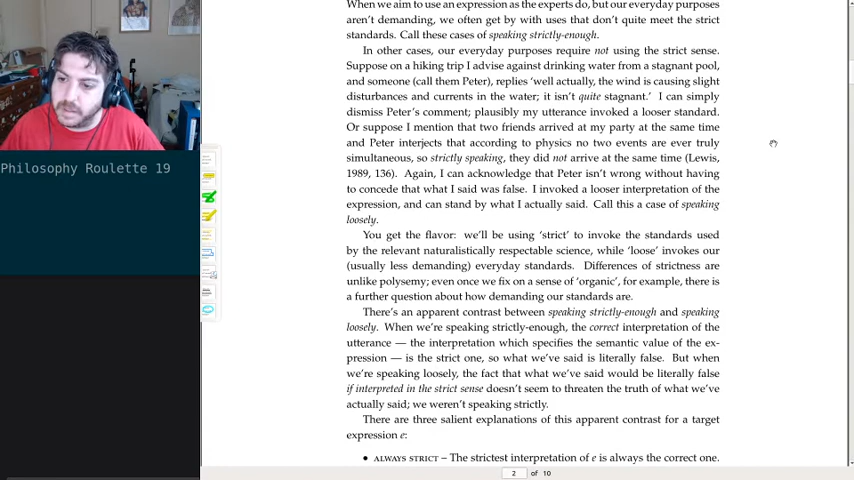 When we aim to use an expression as the experts do, but our everyday purposes
aren't demanding, we often get by with uses that don't quite meet the strict
standards. Call these cases of speaking strictly-enough.
In other cases, our everyday purposes require not using the strict sense.
Suppose on a hiking trip I advise against drinking water from a stagnant pool,
and someone (call them Peter), replies 'well actually, the wind is causing slight
disturbances and currents in the water; it isn't quite stagnant.' I can simply
dismiss Peter's comment; plausibly my utterance invoked a looser standard.
Or suppose I mention that two friends arrived at my party at the same time
and Peter interjects that according to physics no two events are ever truly
simultaneous, so strictly speaking, they did not arrive at the same time (Lewis,
1989, 136). Again, I can acknowledge that Peter isn't wrong without having
to concede that what I said was false. I invoked a looser interpretation of the
expression, and can stand by what I actually said. Call this a case of speaking
loosely.
Philosophy Roulette 19
You get the flavor: we'll be using 'strict' to invoke the standards used
by the relevant naturalistically respectable science, while 'loose' invokes our
(usually less demanding) everyday standards. Differences of strictness are
unlike polysemy; even once we fix on a sense of 'organic', for example, there is
a further question about how demanding our standards are.
There's an apparent contrast between speaking strictly-enough and speaking
loosely. When we're speaking strictly-enough, the correct interpretation of the
utterance — the interpretation which specifies the semantic value of the ex-
pression — is the strict one, so what we've said is literally false. But when
we're speaking loosely, the fact that what we've said would be literally false
if interpreted in the strict sense doesn't seem to threaten the truth of what we've
actually said; we weren't speaking strictly.
There are three salient explanations of this apparent contrast for a target
expression e:
• ALWAYS STRICT – The strictest interpretation of e is always the correct one.
2 of 10